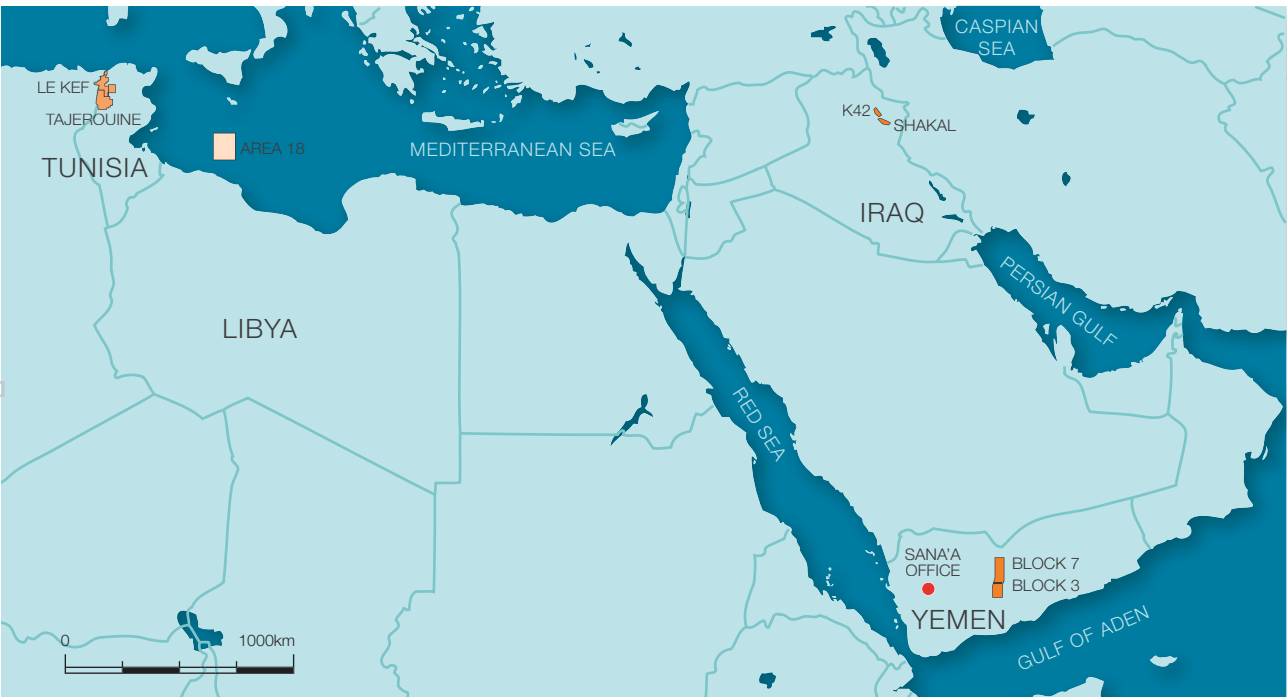 CASPIAN
SEA
LE KEF
TAJEROUINE
TUNISIA
AREA 18
MEDITERRANEAN SEA
K42
SHAKAL
IRAQ
PERSIAN GULF
LIBYA
RED SEA
SANA'A
OFFICE
BLOCK 7
BLOCK 3
YEMEN
GULF OF ADEN
0
1000km